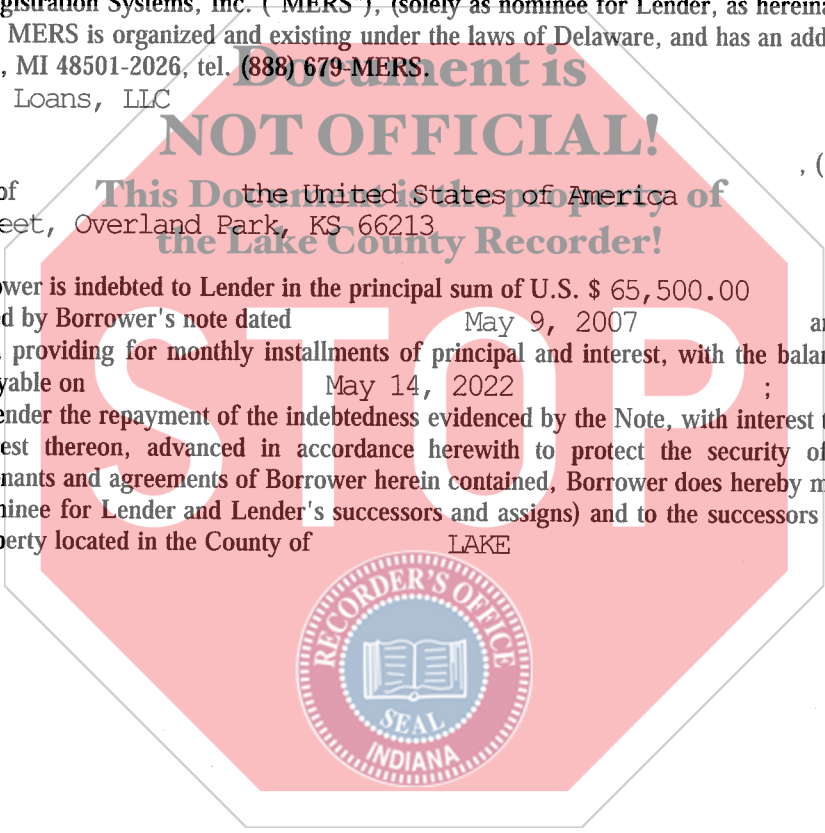 gistration Systems, Inc. ("MERS"), (solely as nominee for Lender, as hereina
MERS is organized and existing under the laws of Delaware, and has an add
, MI 48501-2026, tel. (888) 679-MERS.
Document is
Loans, LLC
NOT OFFICIAL!
, (
of the United States of America
This Document is the property of
eet, Overland Park, KS 66213
the Lake County Recorder!
wer is indebted to Lender in the principal sum of U.S. $ 65,500.00
d by Borrower's note dated May 9, 2007 a
, providing for monthly installments of principal and interest, with the balan
yable on May 14, 2022 ;
ender the repayment of the indebtedness evidenced by the Note, with interest t
est thereon, advanced in accordance herewith to protect the security of
nants and agreements of Borrower herein contained, Borrower does hereby m
inee for Lender and Lender's successors and assigns) and to the successors
perty located in the County of LAKE
STOP
RECORDER'S OFFICE
SEAL
INDIANA